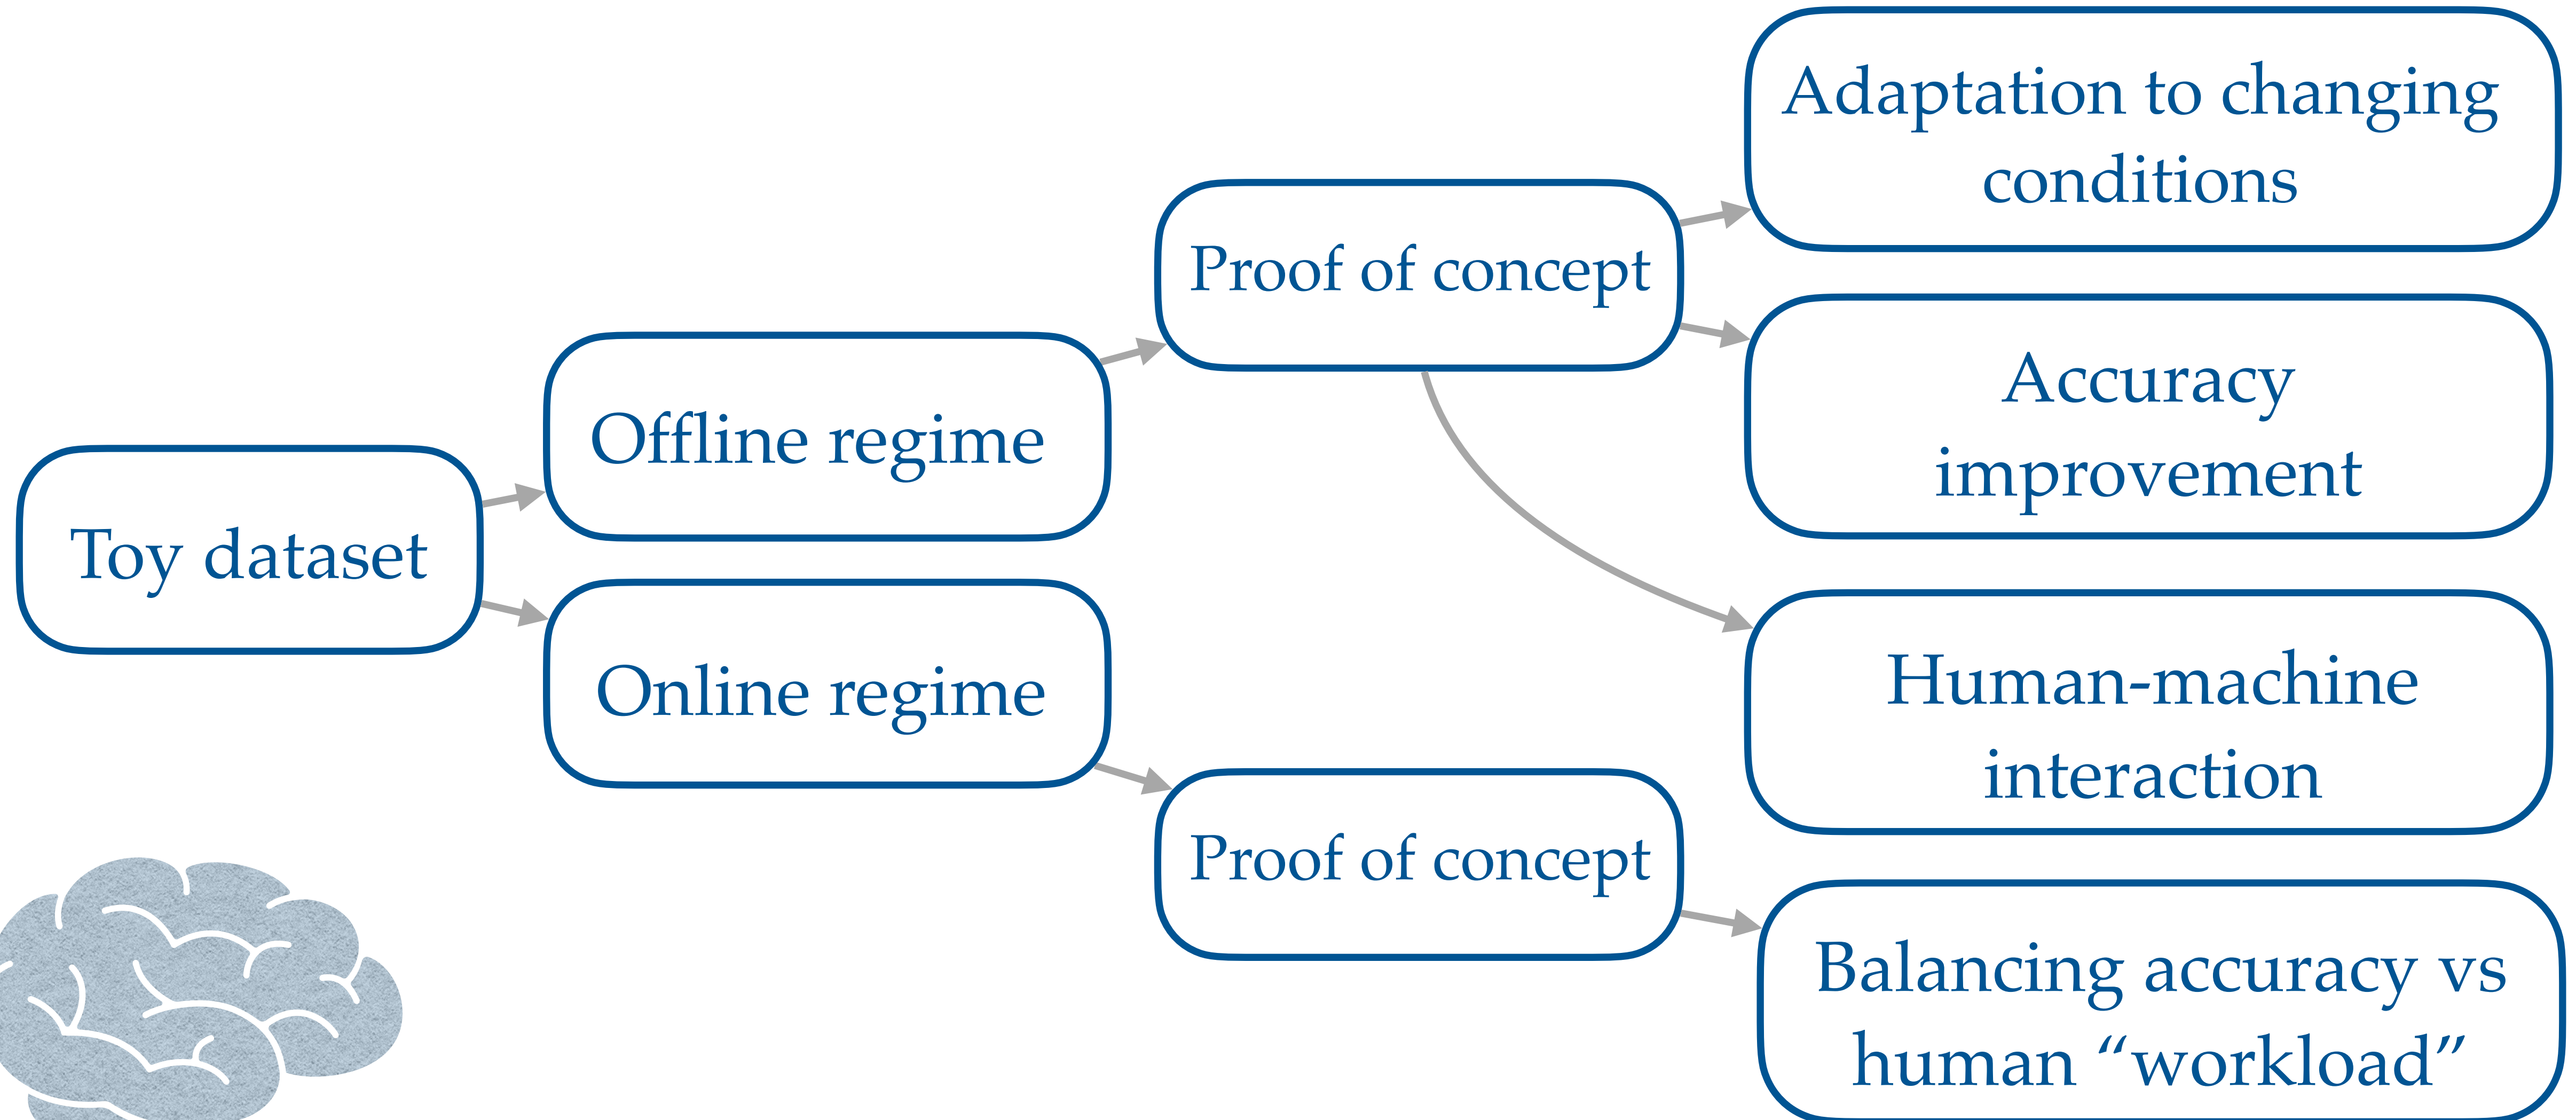 Toy dataset
Offline regime
Online regime
Proof of concept
Proof of concept
Adaptation to changing
conditions
Accuracy
improvement
Human-machine
interaction
Balancing accuracy vs
human “workload”